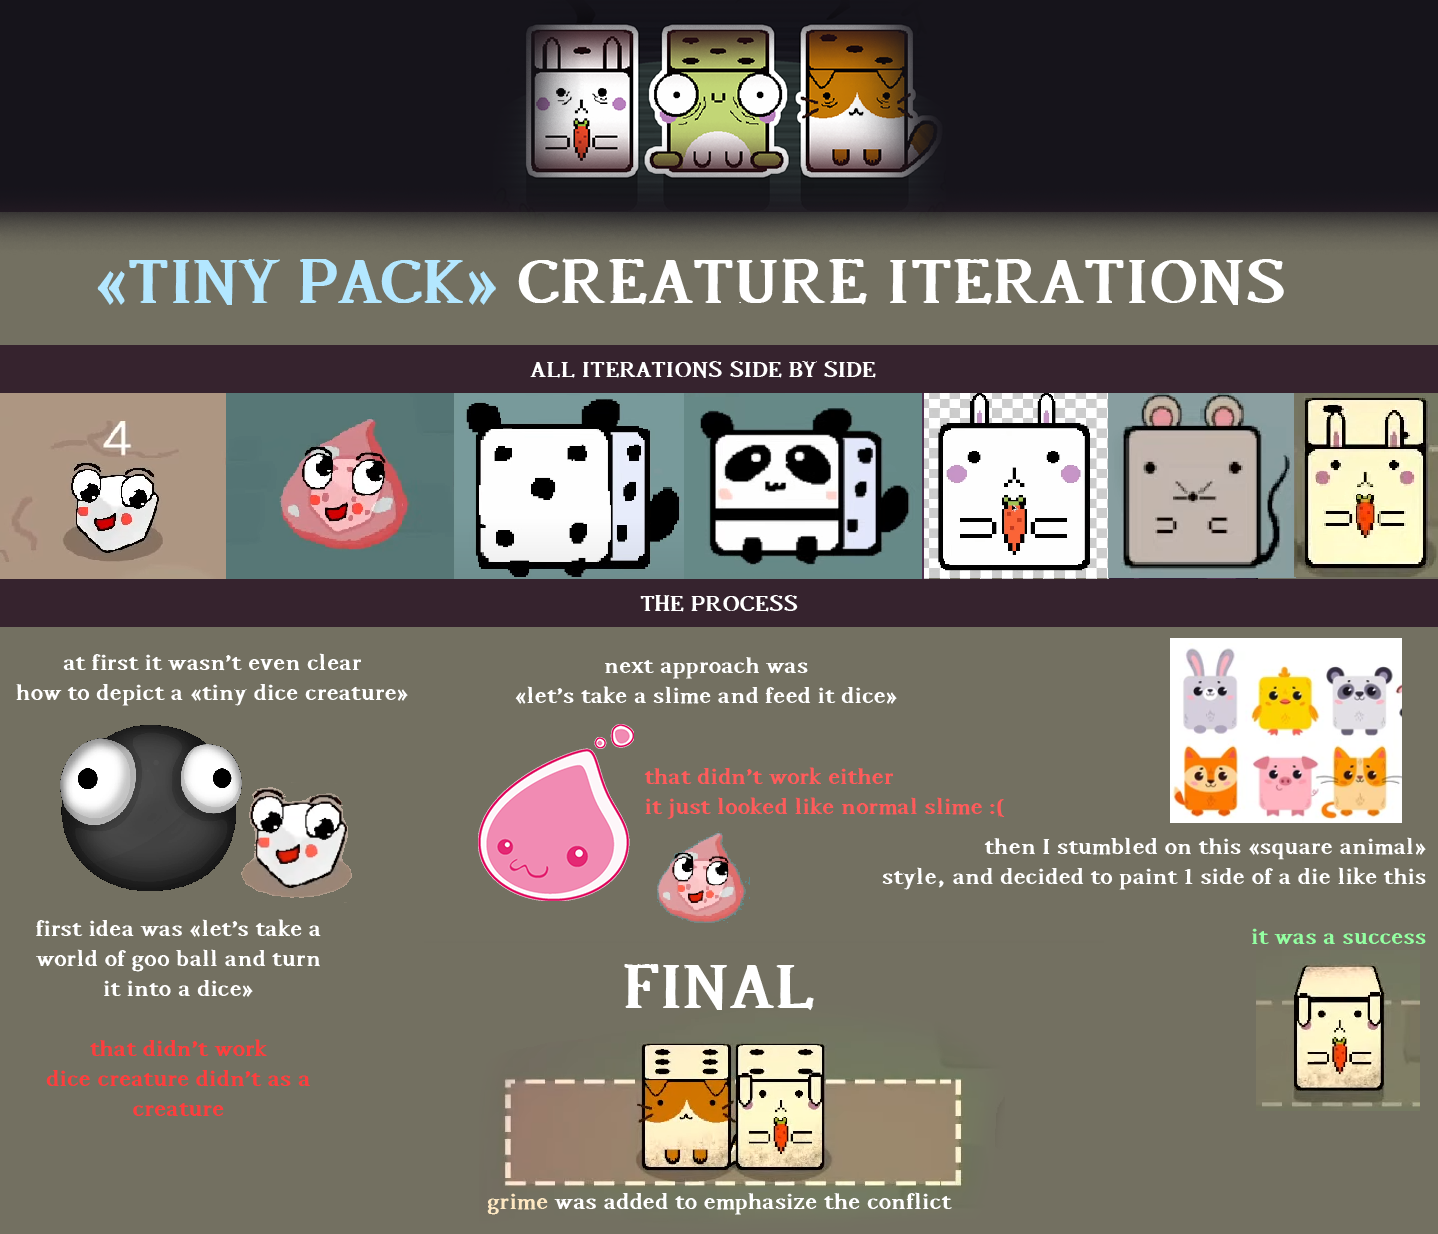 «TINY PACK» CREATURE ITERATIONS
ALL ITERATIONS SIDE BY SIDE
4
THE PROCESS
at first it wasn't even clear
how to depict a «tiny dice creature»
first idea was «let's take a
world of goo ball and turn
it into a dice»
that didn't work
dice creature didn't as a
creature
next approach was
«let's take a slime and feed it dice»
that didn't work either
it just looked like normal slime :(
then I stumbled on this «square animal»
style, and decided to paint 1 side of a die like this
it was a success
FINAL
grime was added to emphasize the conflict